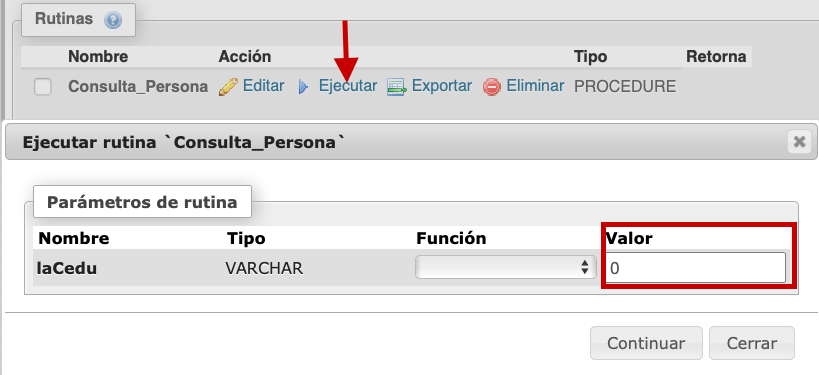 Rutinas
Nombre Acción Tipo Retorna
Consulta_Persona Editar Ejecutar Exportar Eliminar PROCEDURE
Ejecutar rutina `Consulta_Persona`
Parámetros de rutina
Nombre Tipo Función Valor
laCedu VARCHAR 0
Continuar Cerrar